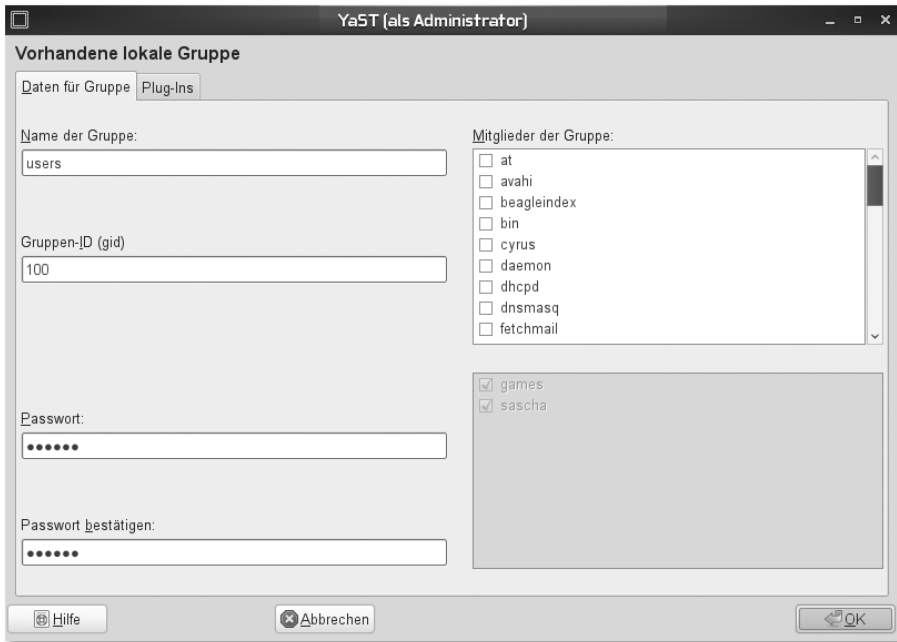 YaST (als Administrator)
Vorhandene lokale Gruppe
Daten für Gruppe
Plug-Ins
Name der Gruppe:
users
Gruppen-ID (gid)
100
Passwort:
●●●●●●
Passwort bestätigen:
●●●●●●
Mitglieder der Gruppe:
at
avahi
beagleindex
bin
cyrus
daemon
dhcpd
dnsmasq
fetchmail
games
sascha
Hilfe
Abbrechen
OK